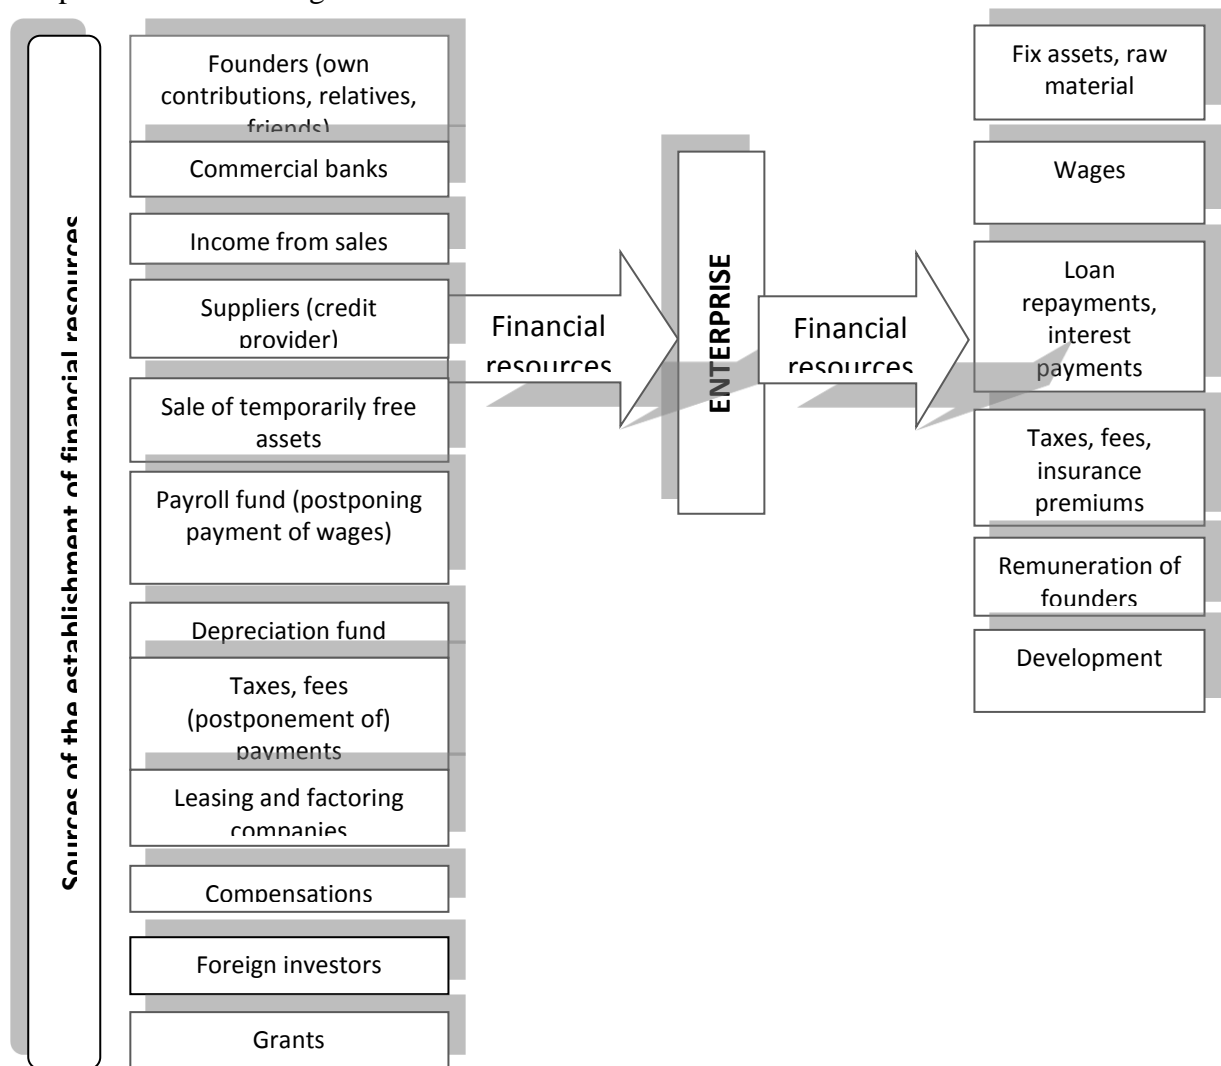 Sources of the establishment of financial resources
Founders (own
contributions, relatives,
friends)
Commercial banks
Income from sales
Suppliers (credit
provider)
Sale of temporarily free
assets
Payroll fund (postponing
payment of wages)
Depreciation fund
Taxes, fees
(postponement of)
payments
Leasing and factoring
companies
Compensations
Foreign investors
Grants
Financial
resources
ENTERPRISE
Financial
resources
Fix assets, raw
material
Wages
Loan
repayments,
interest
payments
Taxes, fees,
insurance
premiums
Remuneration of
founders
Development